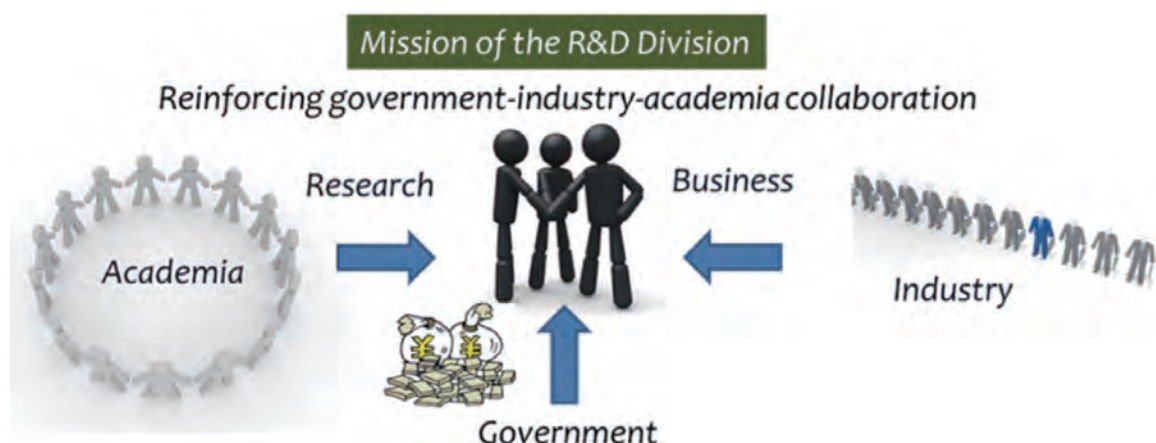 Mission of the R&D Division
Reinforcing government-industry-academia collaboration
Research
Business
Academia
Industry
¥
¥
Government